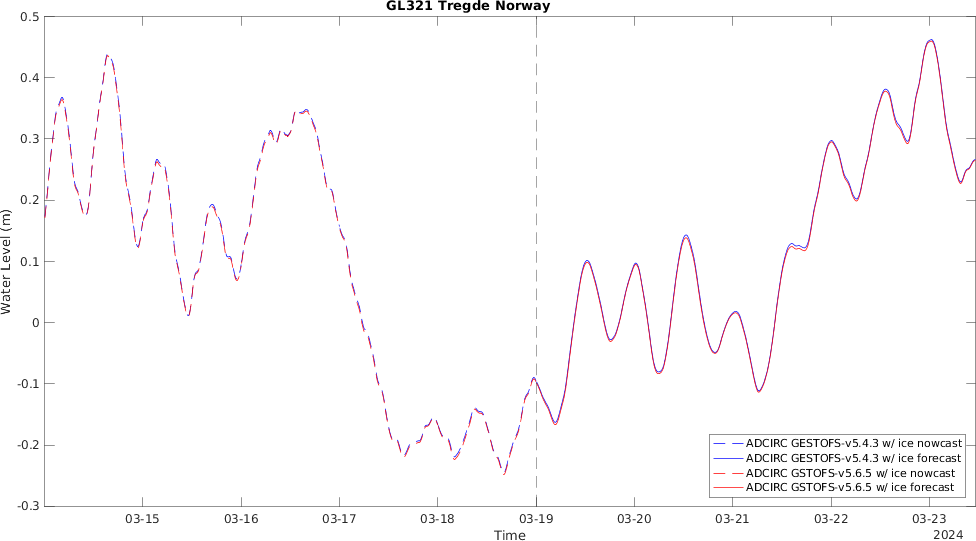 GL321 Tregde Norway
0.5
0.4
0.3
0.2
0.1
0
-0.1
-0.2
-0.3
Water Level (m)
03-15 03-16 03-17 03-18 03-19 03-20 03-21 03-22 03-23
Time
2024
ADCIRC GESTOFS-v5.4.3 w/ ice nowcast
ADCIRC GESTOFS-v5.4.3 w/ ice forecast
ADCIRC GSTOFS-v5.6.5 w/ ice nowcast
ADCIRC GSTOFS-v5.6.5 w/ ice forecast